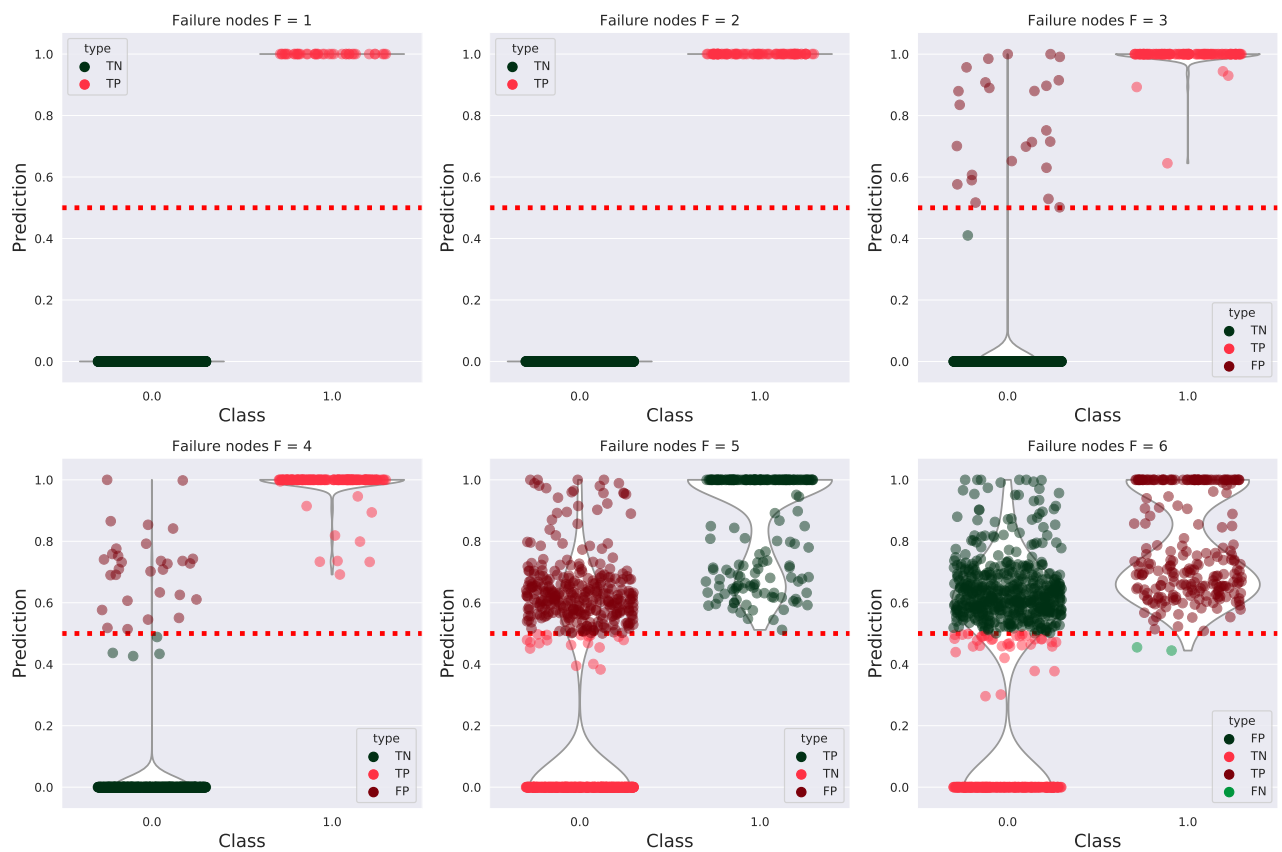 Failure nodes F = 1
type
TN
TP
1.0
0.8
0.6
0.4
0.2
0.0
Prediction
0.0 1.0
Class
Failure nodes F = 2
type
TN
TP
1.0
0.8
0.6
0.4
0.2
0.0
Prediction
0.0 1.0
Class
Failure nodes F = 3
1.0
0.8
0.6
0.4
0.2
0.0
Prediction
type
TN
TP
FP
0.0 1.0
Class
Failure nodes F = 4
1.0
0.8
0.6
0.4
0.2
0.0
Prediction
type
TN
TP
FP
0.0 1.0
Class
Failure nodes F = 5
1.0
0.8
0.6
0.4
0.2
0.0
Prediction
type
TP
TN
FP
0.0 1.0
Class
Failure nodes F = 6
1.0
0.8
0.6
0.4
0.2
0.0
Prediction
type
FP
TN
TP
FN
0.0 1.0
Class